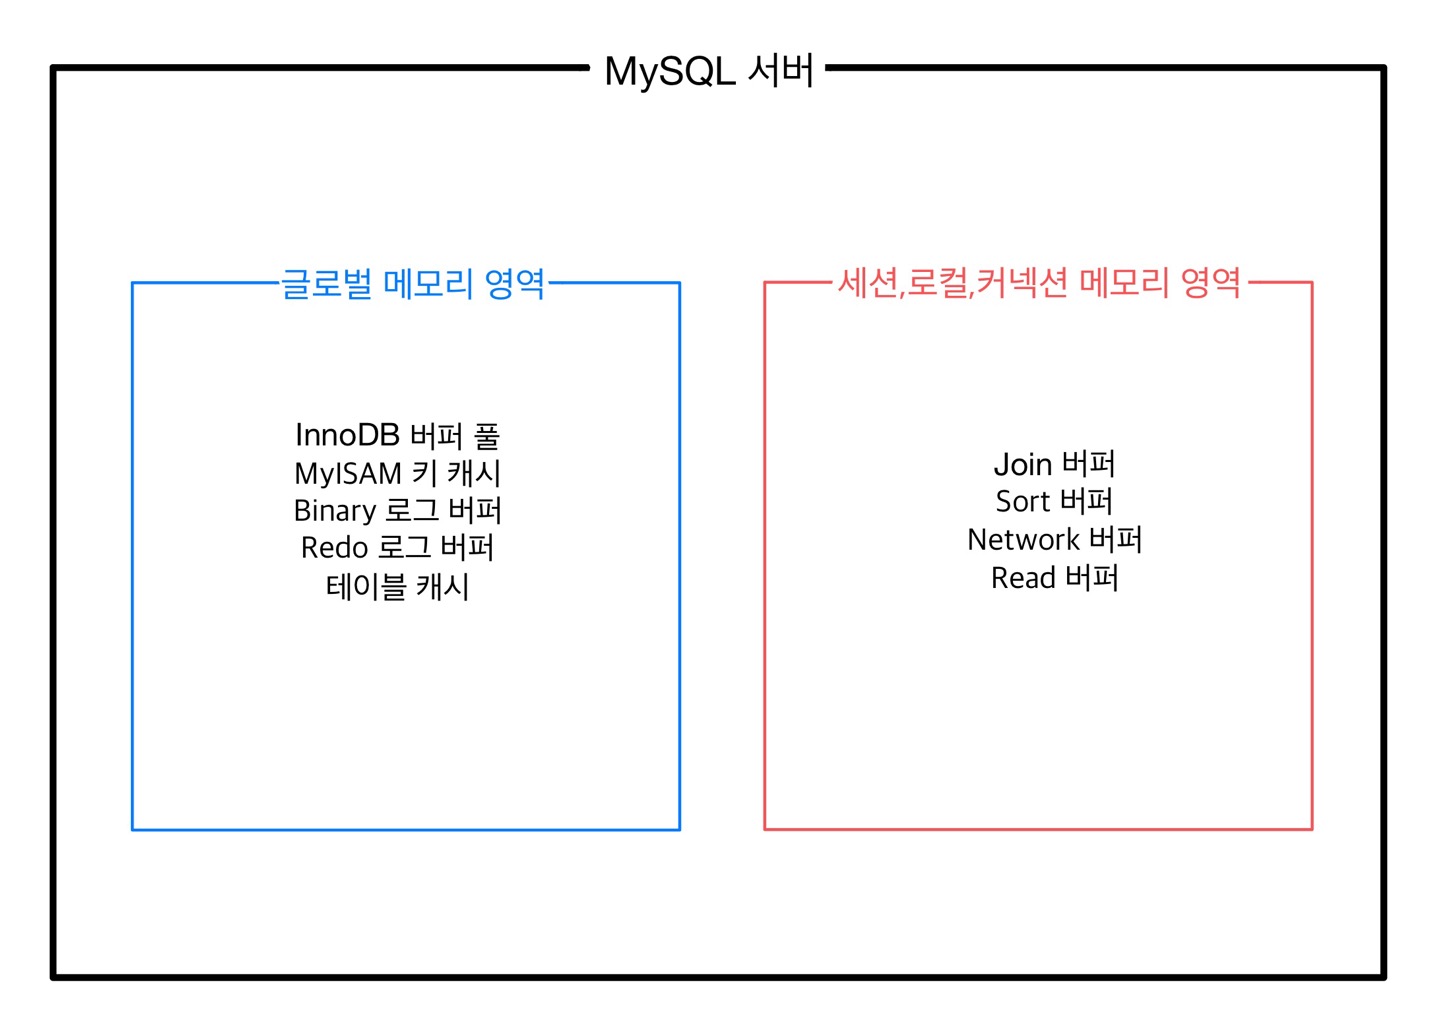 MySQL 서버
글로벌 메모리 영역
InnoDB 버퍼 풀
MyISAM 키 캐시
Binary 로그 버퍼
Redo 로그 버퍼
테이블 캐시
세션,로컬,커넥션 메모리 영역
Join 버퍼
Sort 버퍼
Network 버퍼
Read 버퍼